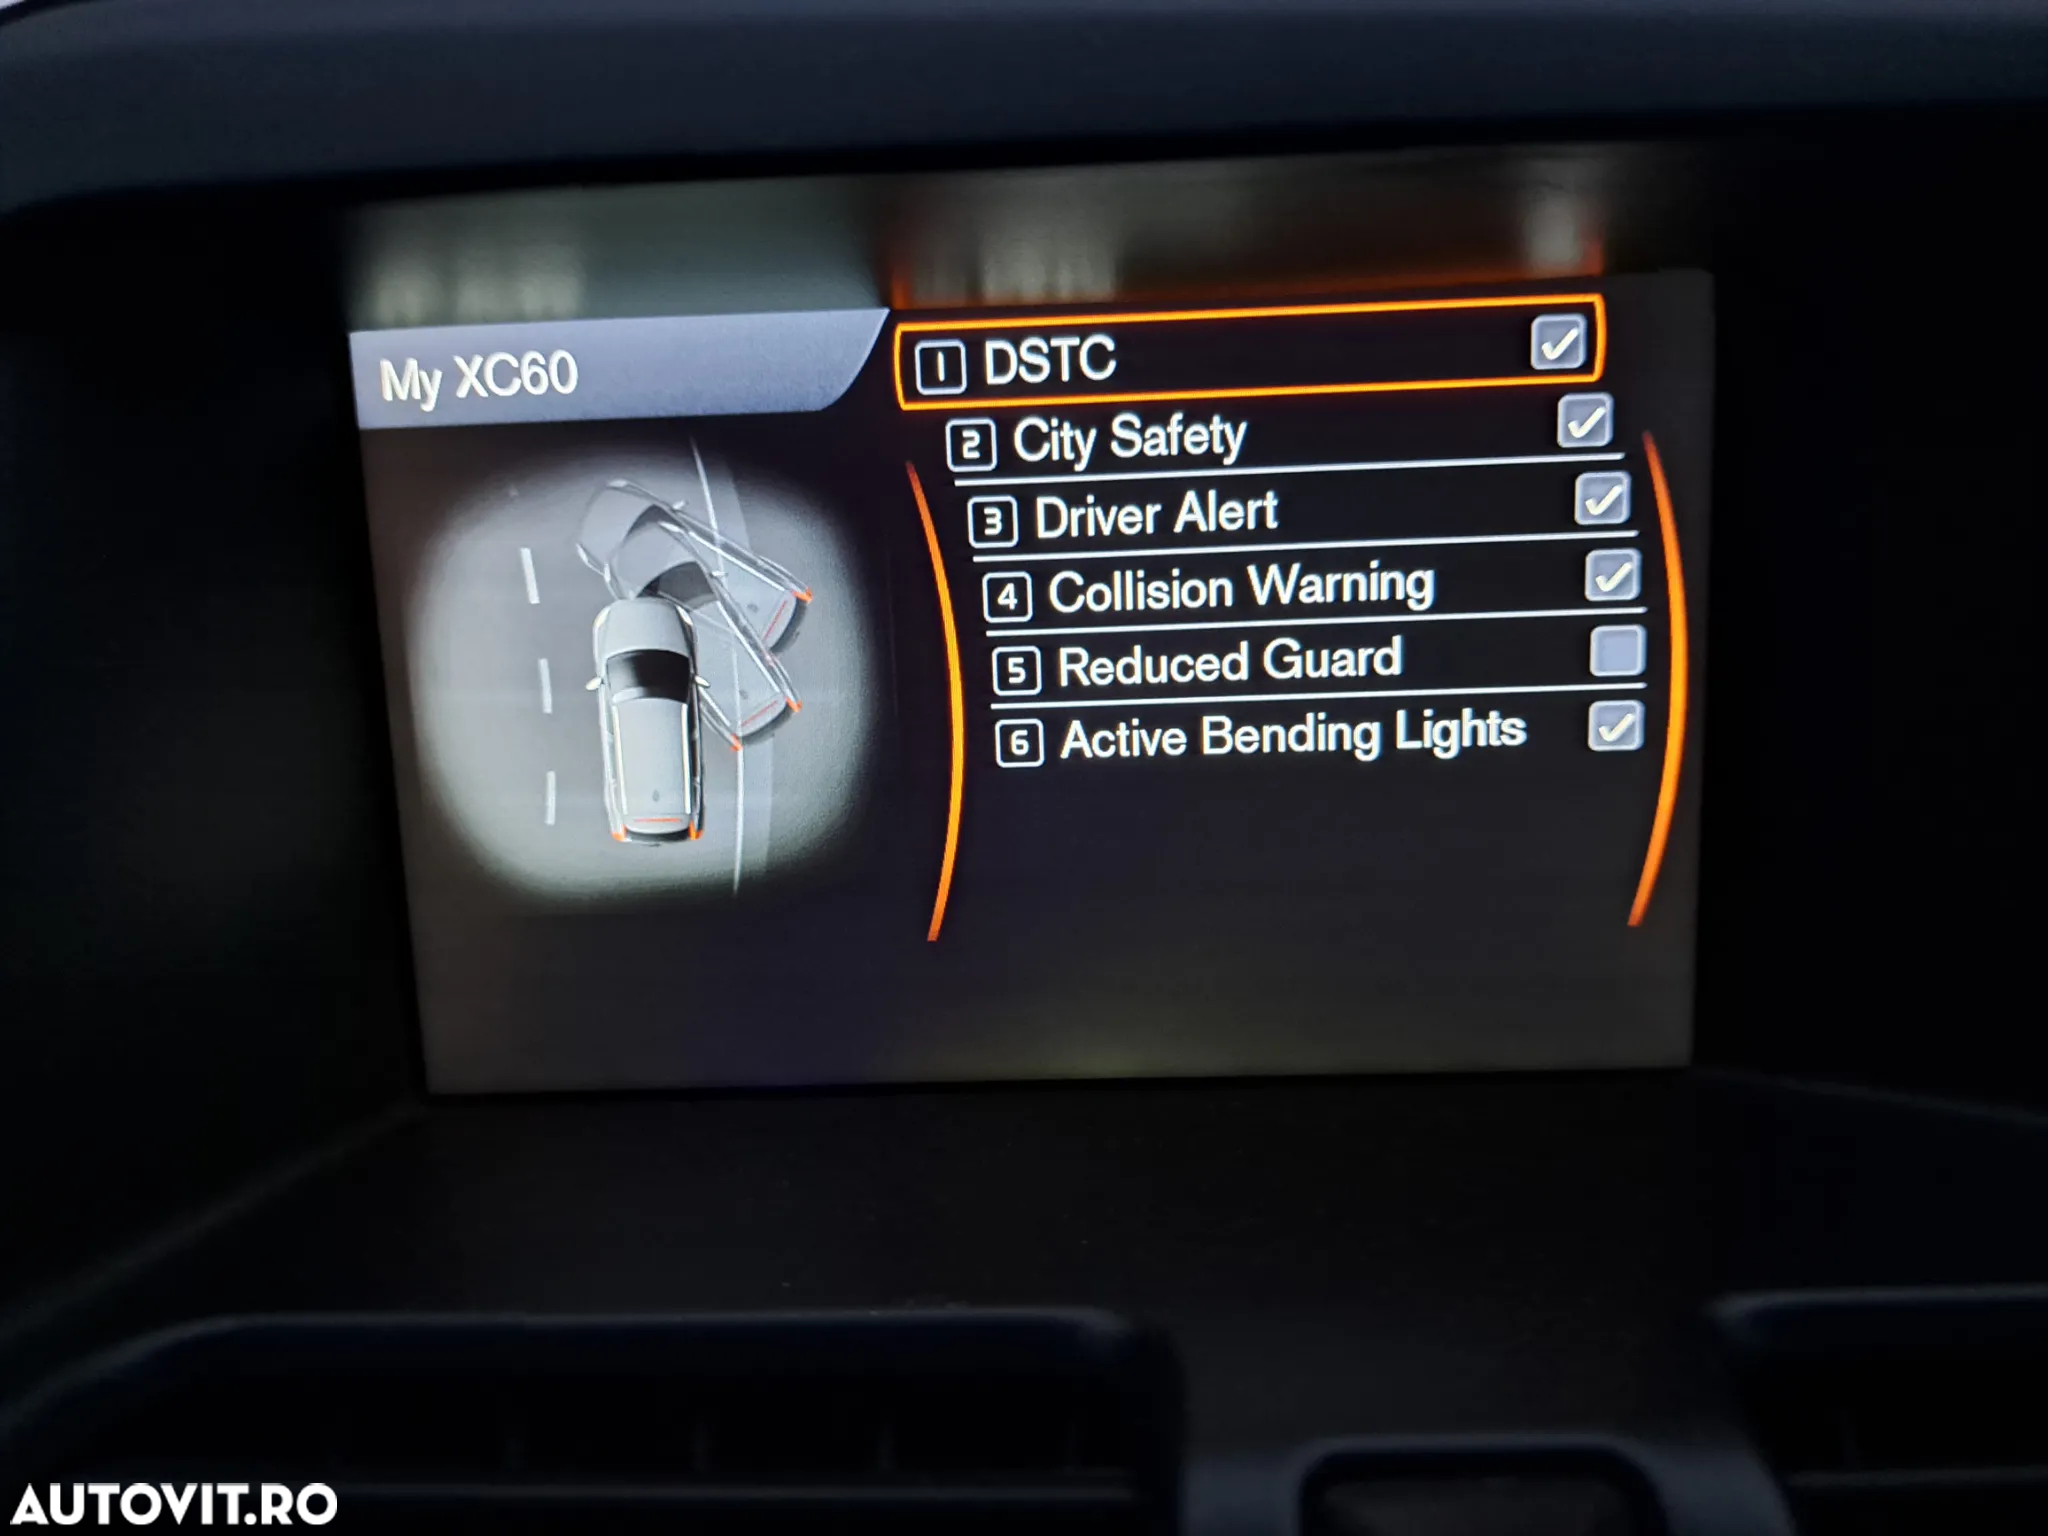 My XC60
1 DSTC
2 City Safety
3 Driver Alert
4 Collision Warning
5 Reduced Guard
6 Active Bending Lights
AUTOVIT.RO